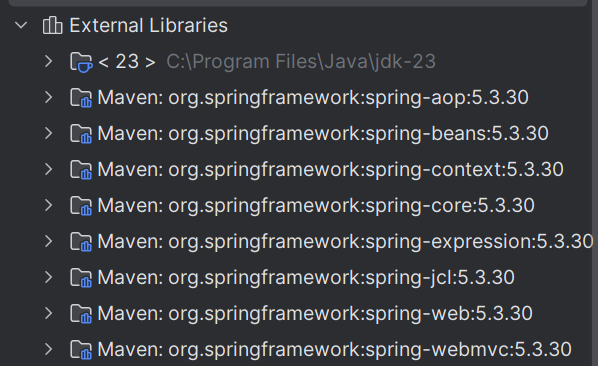 External Libraries
< 23 > C:\Program Files\Java\jdk-23
Maven: org.springframework:spring-aop:5.3.30
Maven: org.springframework:spring-beans:5.3.30
Maven: org.springframework:spring-context:5.3.30
Maven: org.springframework:spring-core:5.3.30
Maven: org.springframework:spring-expression:5.3.30
Maven: org.springframework:spring-jcl:5.3.30
Maven: org.springframework:spring-web:5.3.30
Maven: org.springframework:spring-webmvc:5.3.30